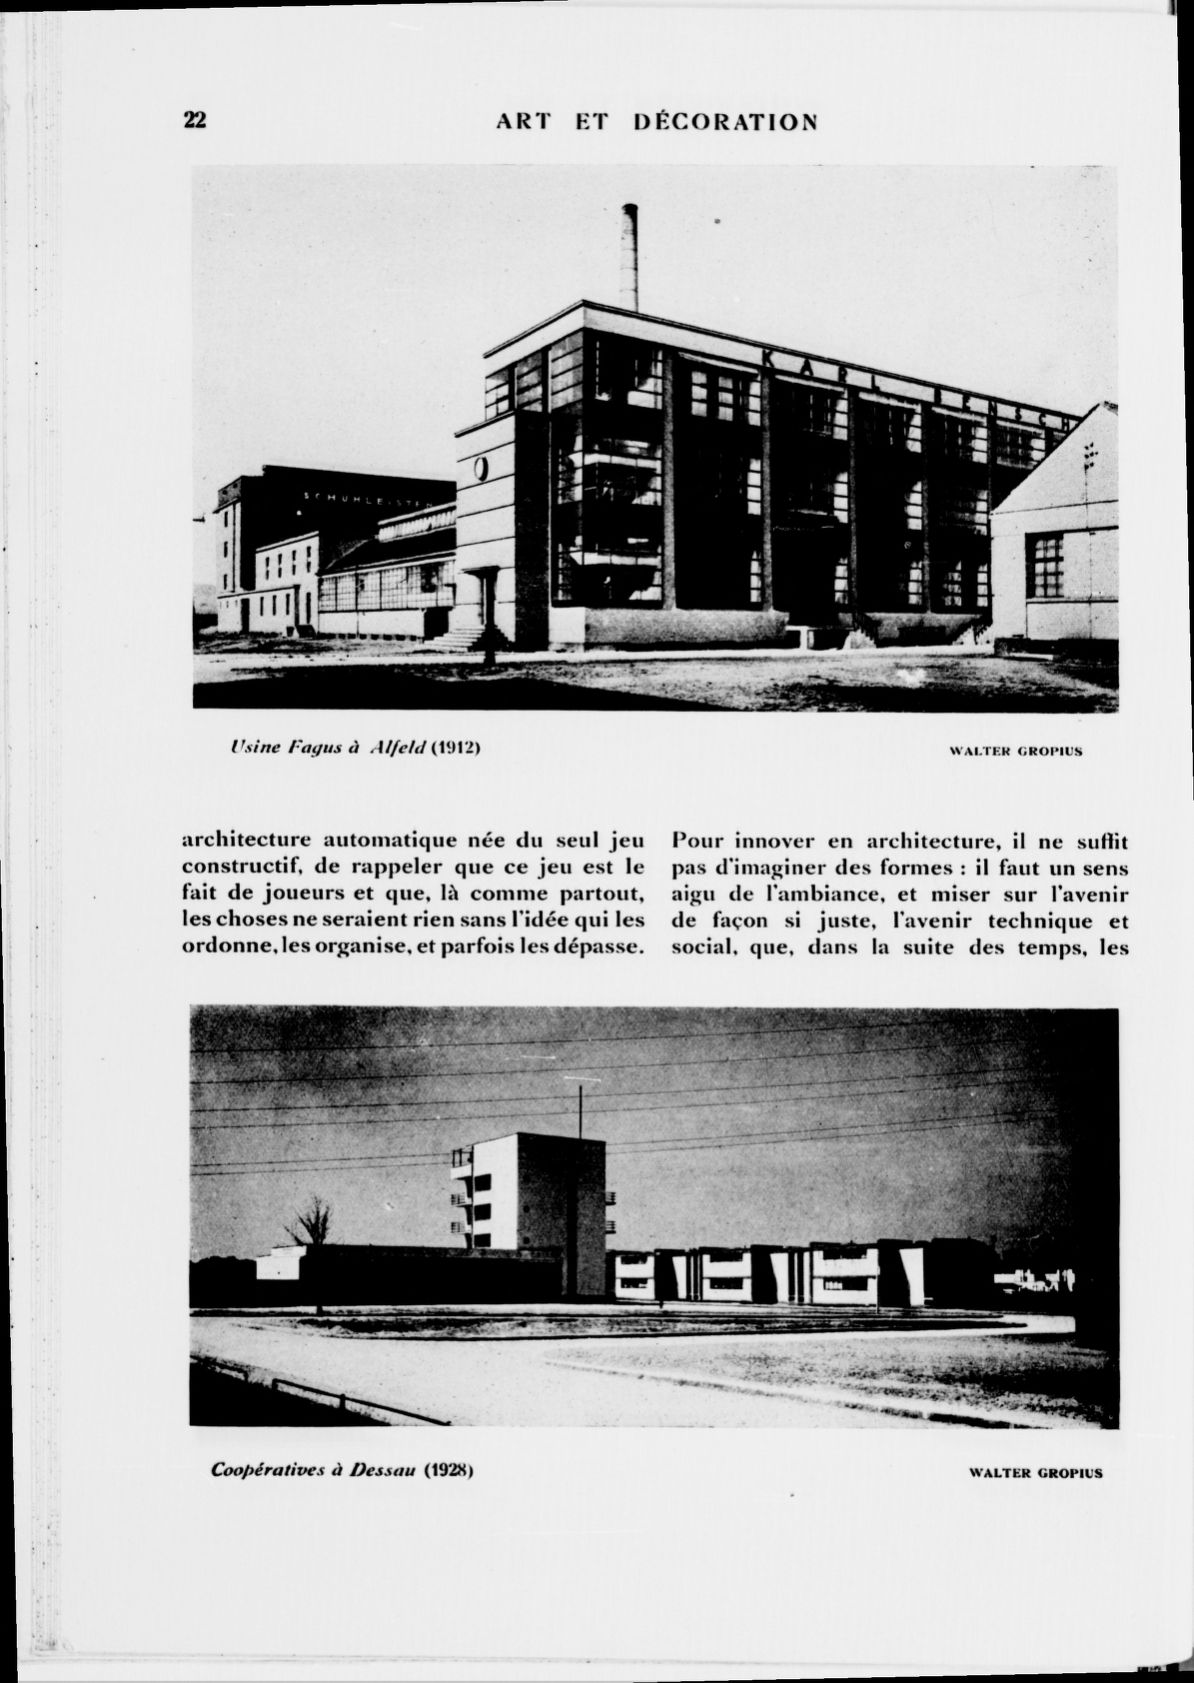 22
ART ET DÉCORATION
KARL BENSCH
SCHUHLEISTE
Usine Fagus à Alfeld (1912)
WALTER GROPIUS
architecture automatique née du seul jeu
constructif, de rappeler que ce jeu est le
fait de joueurs et que, là comme partout,
les choses ne seraient rien sans l'idée qui les
ordonne, les organise, et parfois les dépasse.
Pour innover en architecture, il ne suffit
pas d'imaginer des formes : il faut un sens
aigu de l'ambiance, et miser sur l'avenir
de façon si juste, l'avenir technique et
social, que, dans la suite des temps, les
Coopératives à Dessau (1928)
WALTER GROPIUS